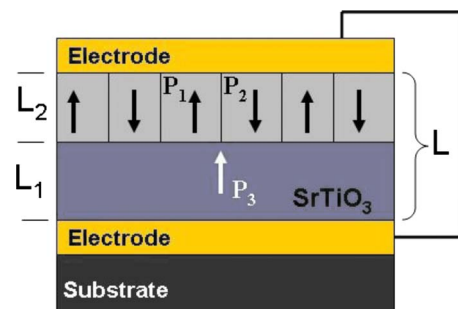 Electrode
L₂
P₁
P₂
L
L₁
P₃
SrTiO₃
Electrode
Substrate